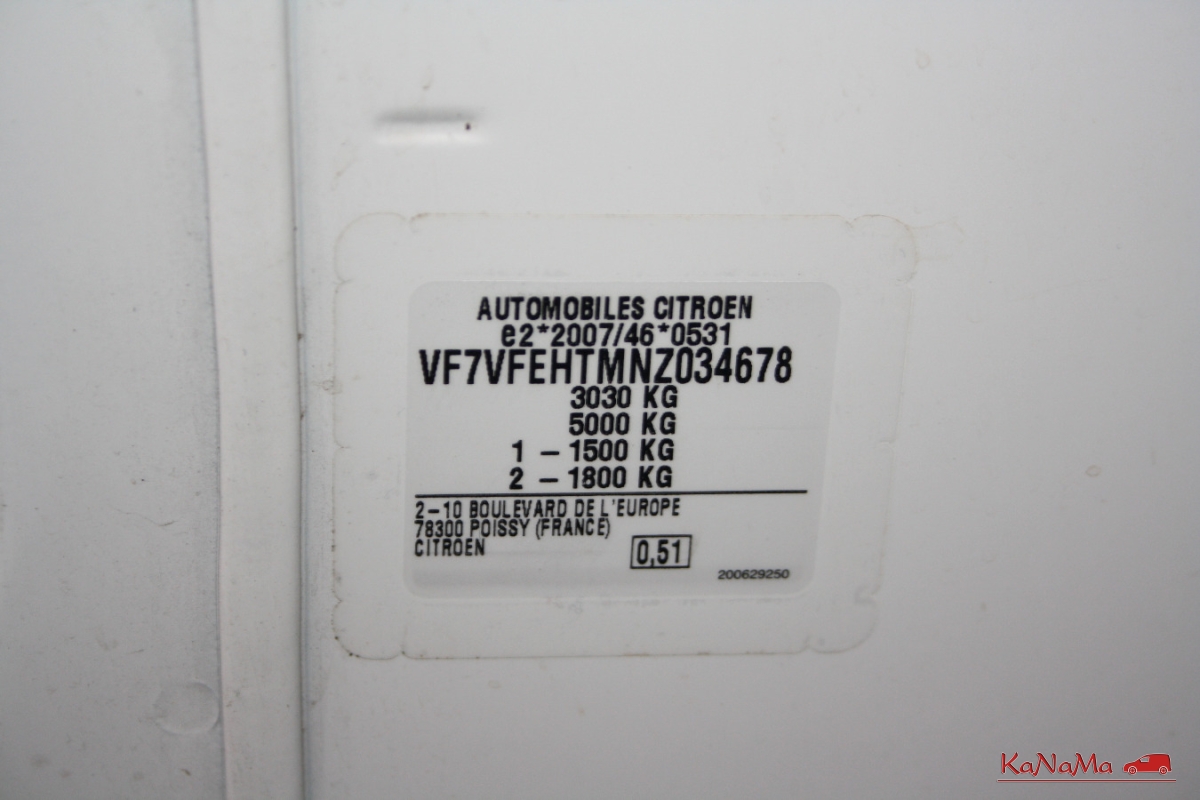 AUTOMOBILES CITROEN
e2*2007/46*0531
VF7VFEHTMNZ034678
3030 KG
5000 KG
1 – 1500 KG
2 – 1800 KG
2–10 BOULEVARD DE L'EUROPE
78300 POISSY (FRANCE)
CITROEN
0,51
200629250
KaNaMa